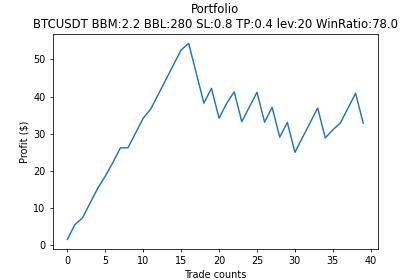 Portfolio
BTCUSDT BBM:2.2 BBL:280 SL:0.8 TP:0.4 lev:20 WinRatio:78.0
50
40
30
20
10
0
Profit ($)
0 5 10 15 20 25 30 35 40
Trade counts